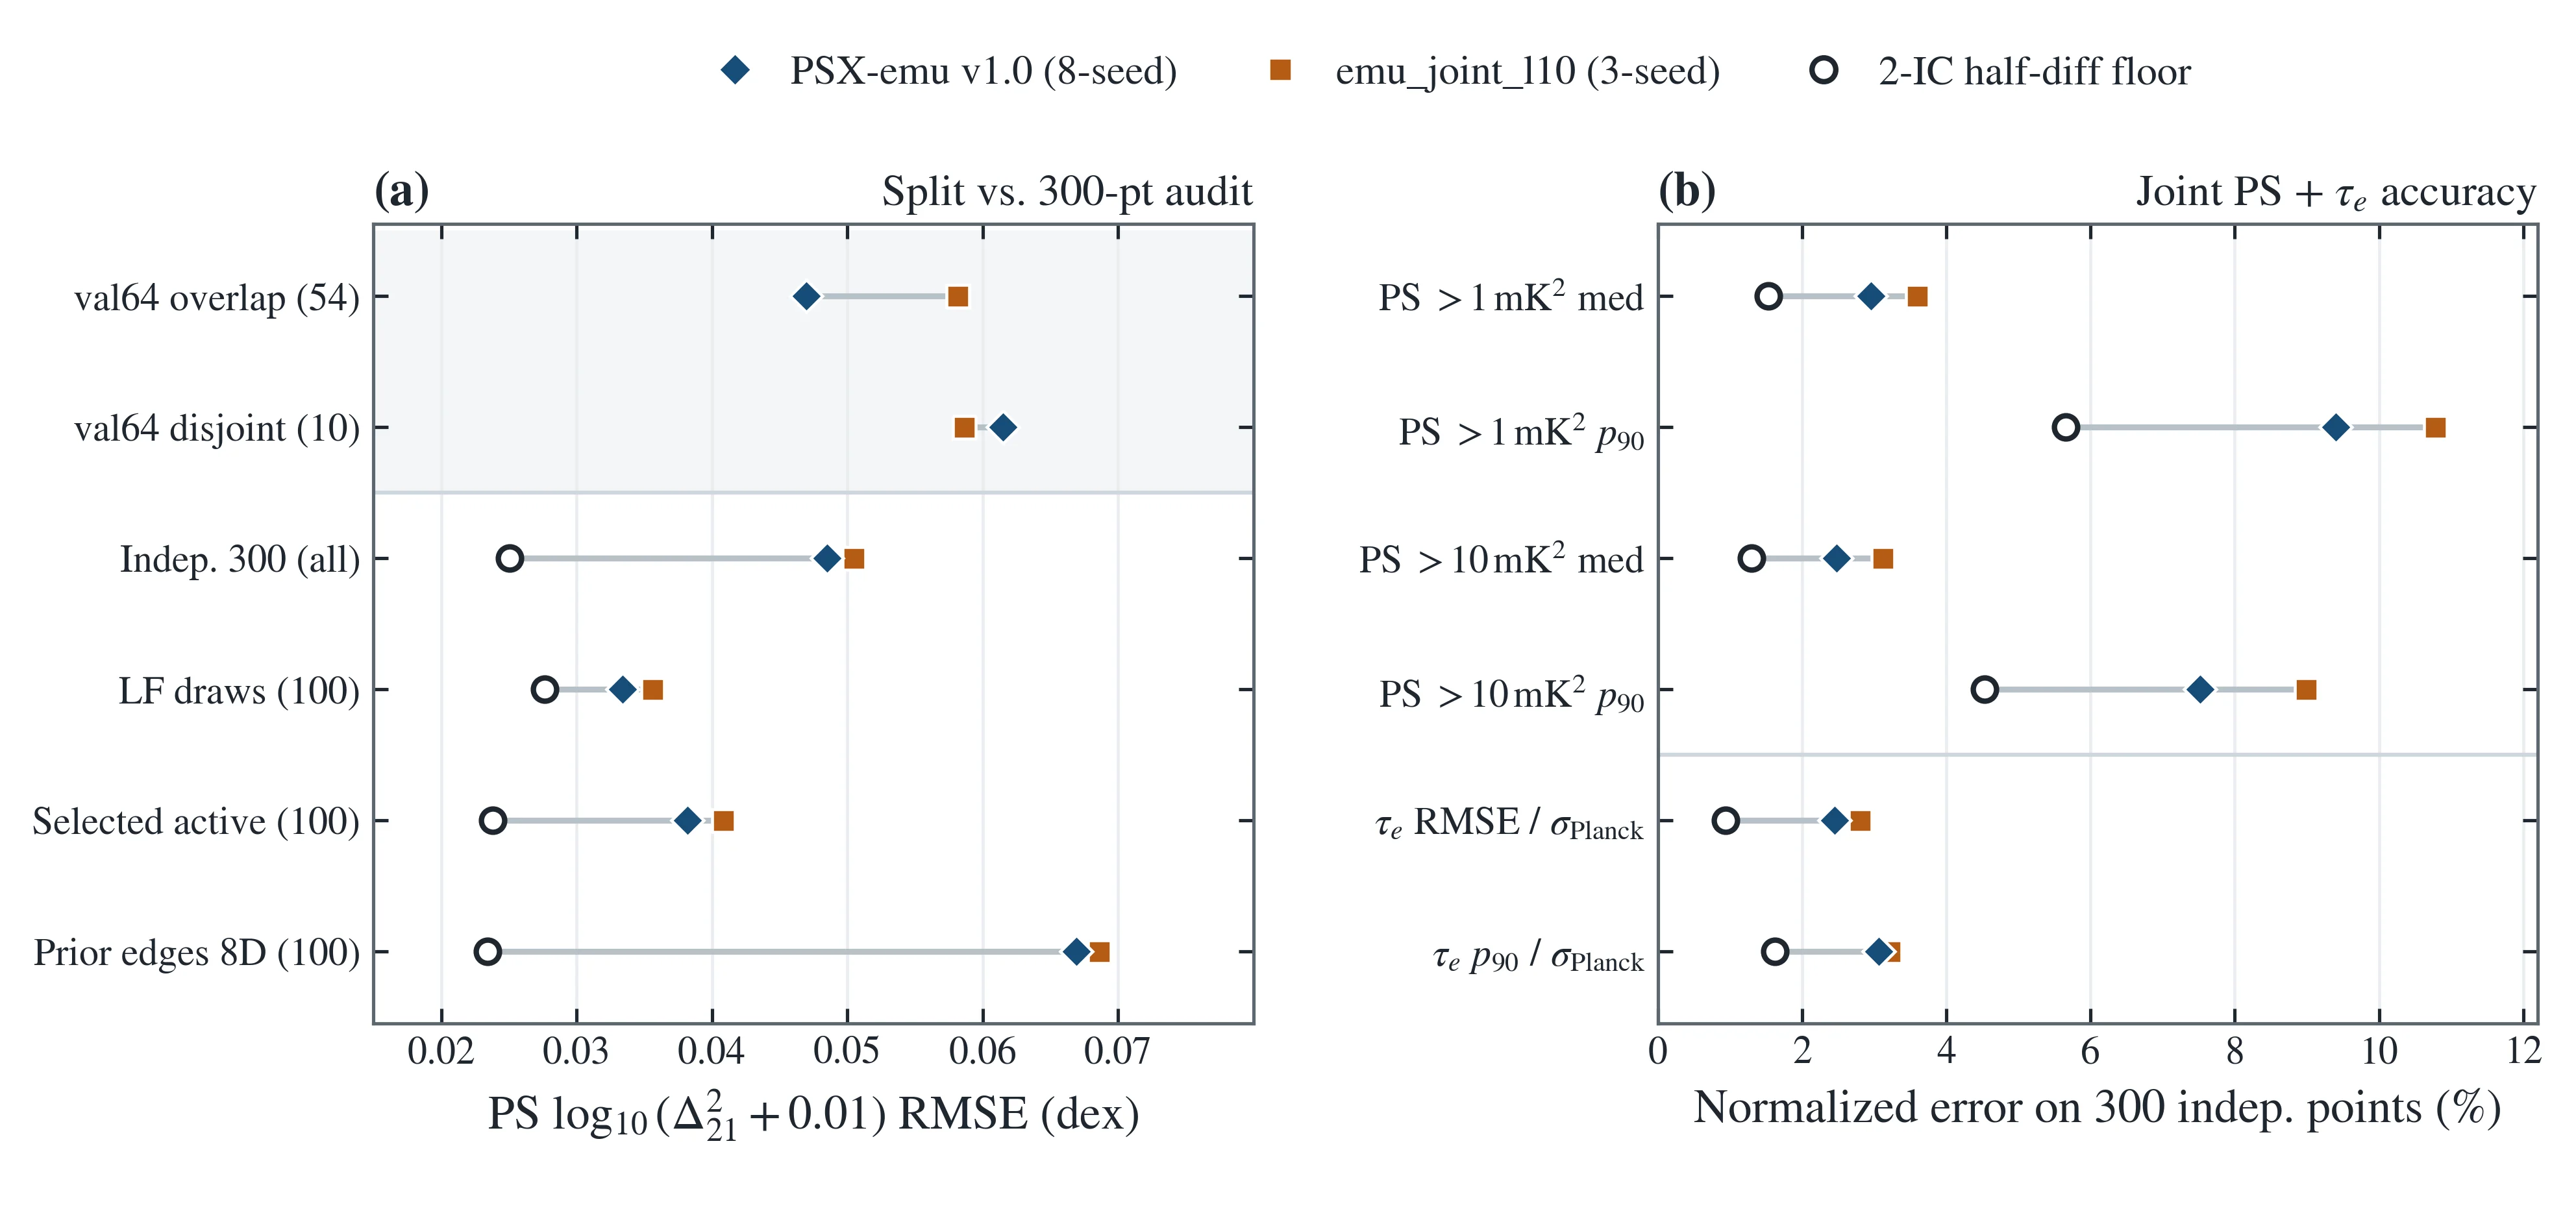 PSX-emu v1.0 (8-seed)
emu_joint_l10 (3-seed)
2-IC half-diff floor
(a)
Split vs. 300-pt audit
val64 overlap (54)
val64 disjoint (10)
Indep. 300 (all)
LF draws (100)
Selected active (100)
Prior edges 8D (100)
0.02 0.03 0.04 0.05 0.06 0.07
PS log₁₀ (Δ²₂₁ + 0.01) RMSE (dex)
(b)
Joint PS + τₑ accuracy
PS > 1 mK² med
PS > 1 mK² p₉₀
PS > 10 mK² med
PS > 10 mK² p₉₀
τₑ RMSE / σ_Planck
τₑ p₉₀ / σ_Planck
0 2 4 6 8 10 12
Normalized error on 300 indep. points (%)